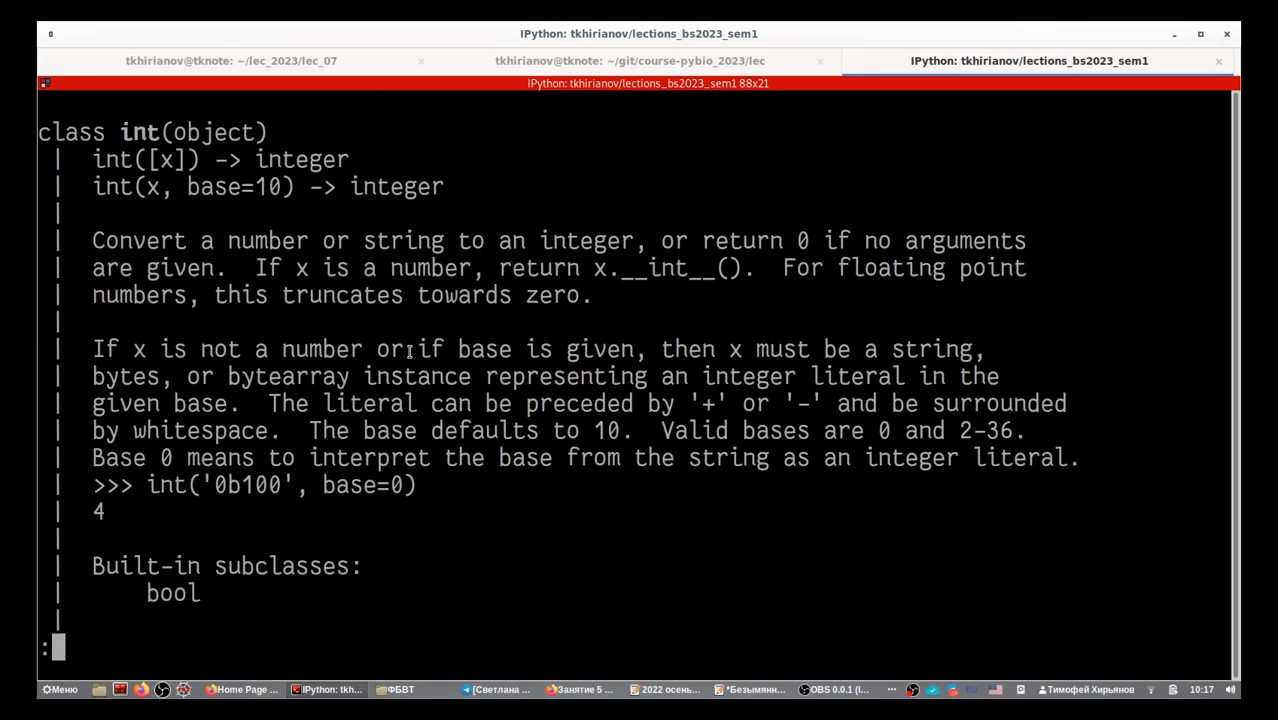 IPython: tkhirianov/lections_bs2023_sem1
tkhirianov@tknote: ~/lec_2023/lec_07
tkhirianov@tknote: ~/git/course-pybio_2023/lec
IPython: tkhirianov/lections_bs2023_sem1
IPython: tkhirianov/lections_bs2023_sem1 88x21
class int(object)
|  int([x]) -> integer
|  int(x, base=10) -> integer
|
|  Convert a number or string to an integer, or return 0 if no arguments
|  are given.  If x is a number, return x.__int__().  For floating point
|  numbers, this truncates towards zero.
|
|  If x is not a number or if base is given, then x must be a string,
|  bytes, or bytearray instance representing an integer literal in the
|  given base.  The literal can be preceded by '+' or '-' and be surrounded
|  by whitespace.  The base defaults to 10.  Valid bases are 0 and 2-36.
|  Base 0 means to interpret the base from the string as an integer literal.
|  >>> int('0b100', base=0)
|  4
|
|  Built-in subclasses:
|      bool
|
:
Меню Home Page ... IPython: tkh... ФБВТ [Светлана ... Занятие 5 ... 2022 осень... *Безымянн... OBS 0.0.1 (l... ... RU Тимофей Хирьянов 10:17